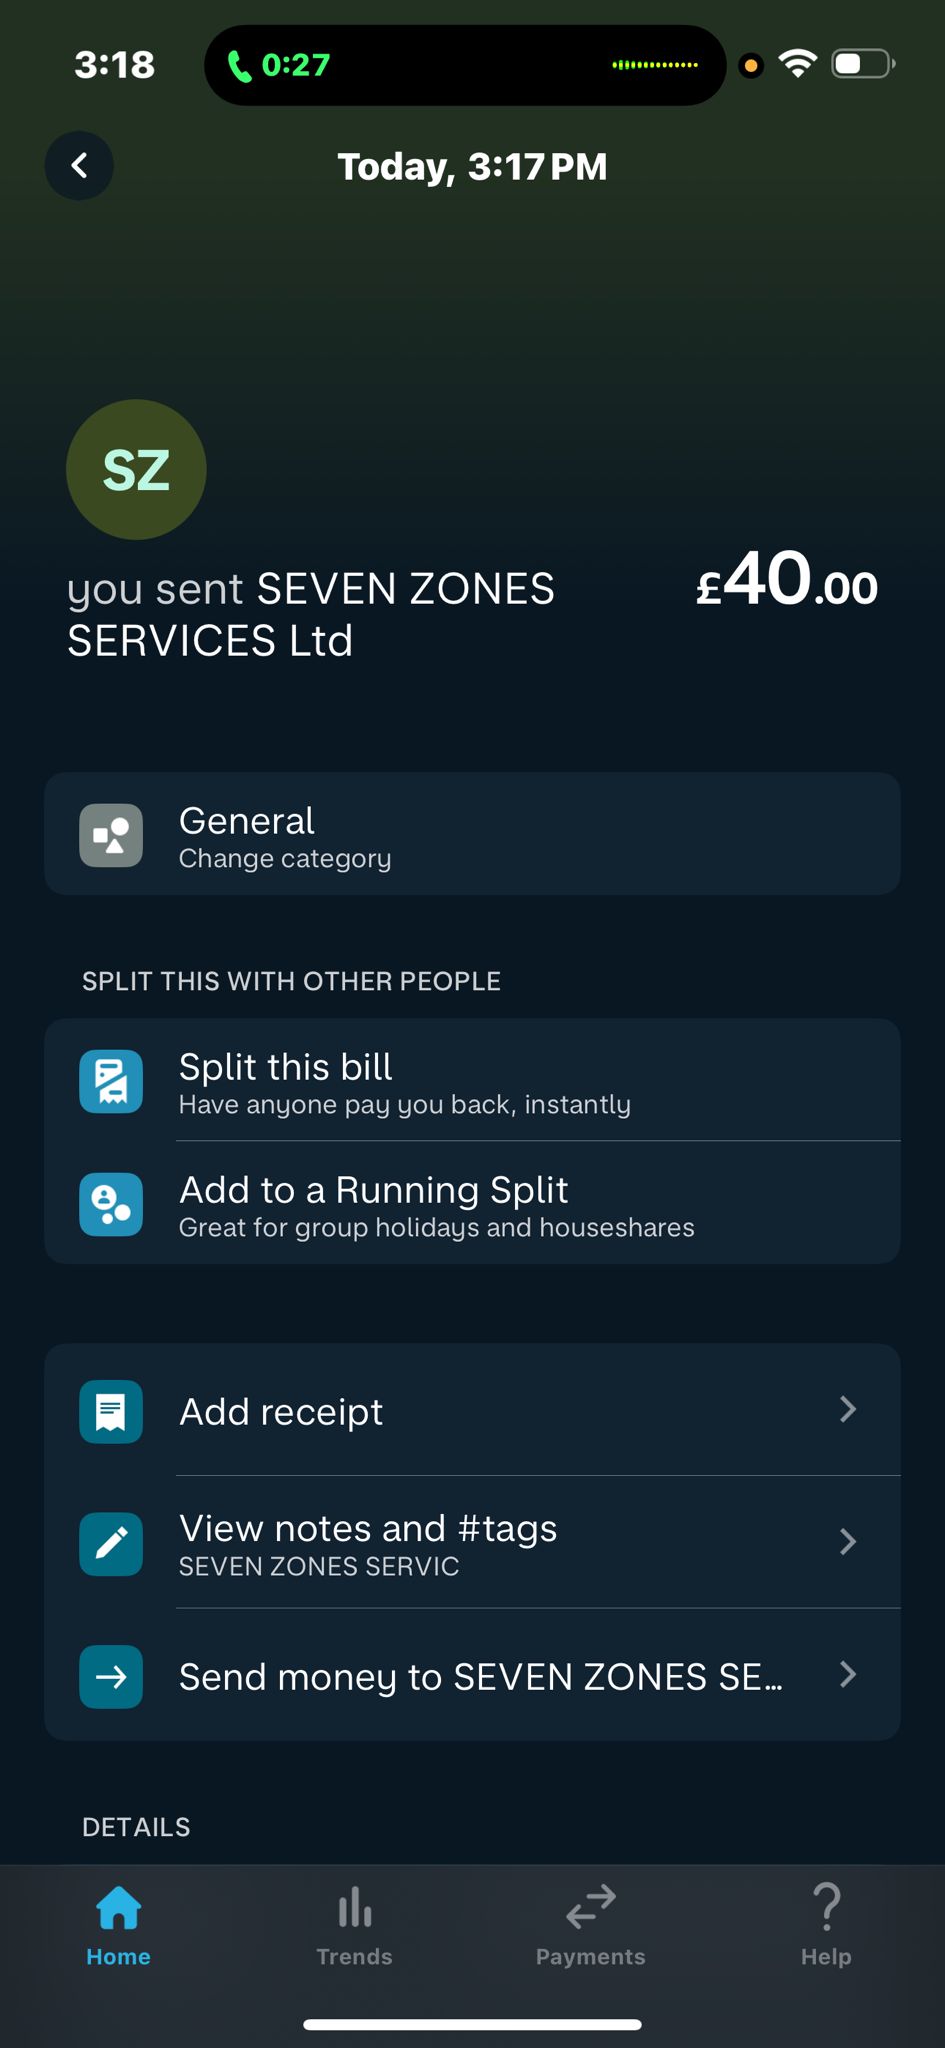 3:18
0:27
Today, 3:17 PM
SZ
you sent SEVEN ZONES
SERVICES Ltd
£40.00
General
Change category
SPLIT THIS WITH OTHER PEOPLE
Split this bill
Have anyone pay you back, instantly
Add to a Running Split
Great for group holidays and houseshares
Add receipt
View notes and #tags
SEVEN ZONES SERVIC
Send money to SEVEN ZONES SE...
DETAILS
Home
Trends
Payments
Help